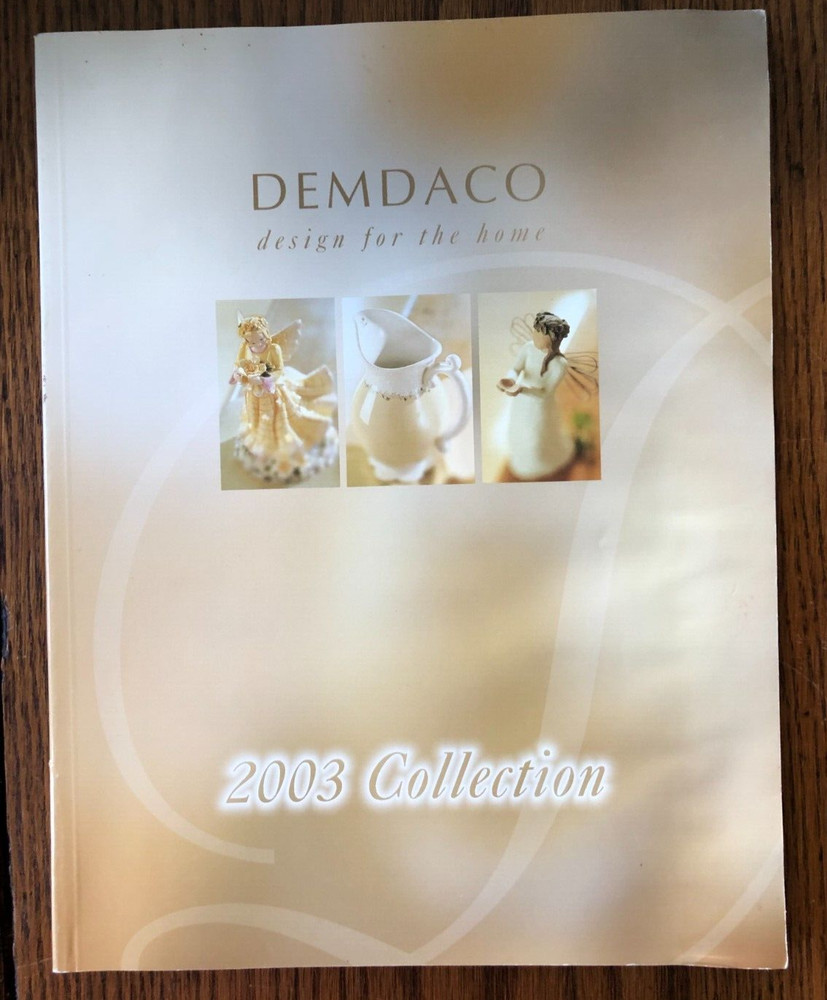 DEMDACO
design for the home
2003 Collection